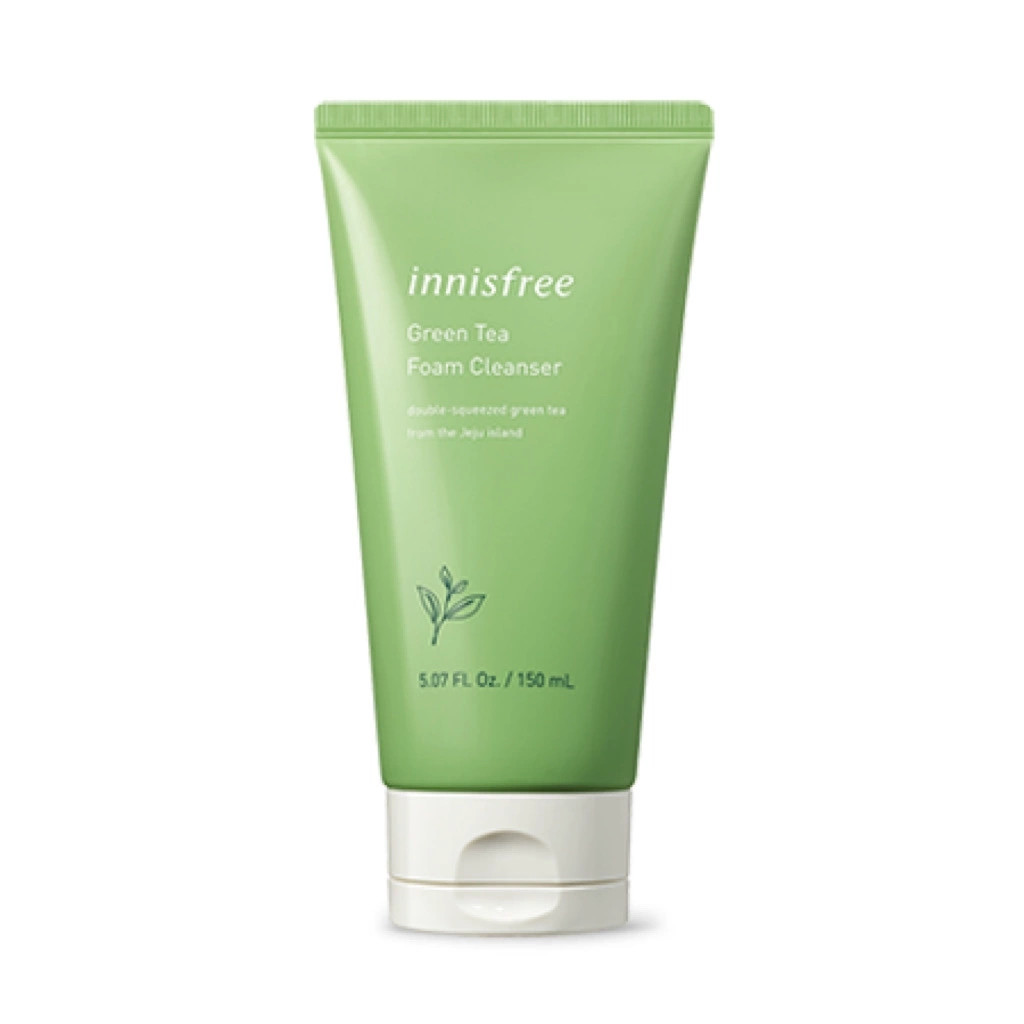 innisfree
Green Tea
Foam Cleanser
double-squeezed green tea
from the Jeju island
5.07 FL Oz. / 150 mL